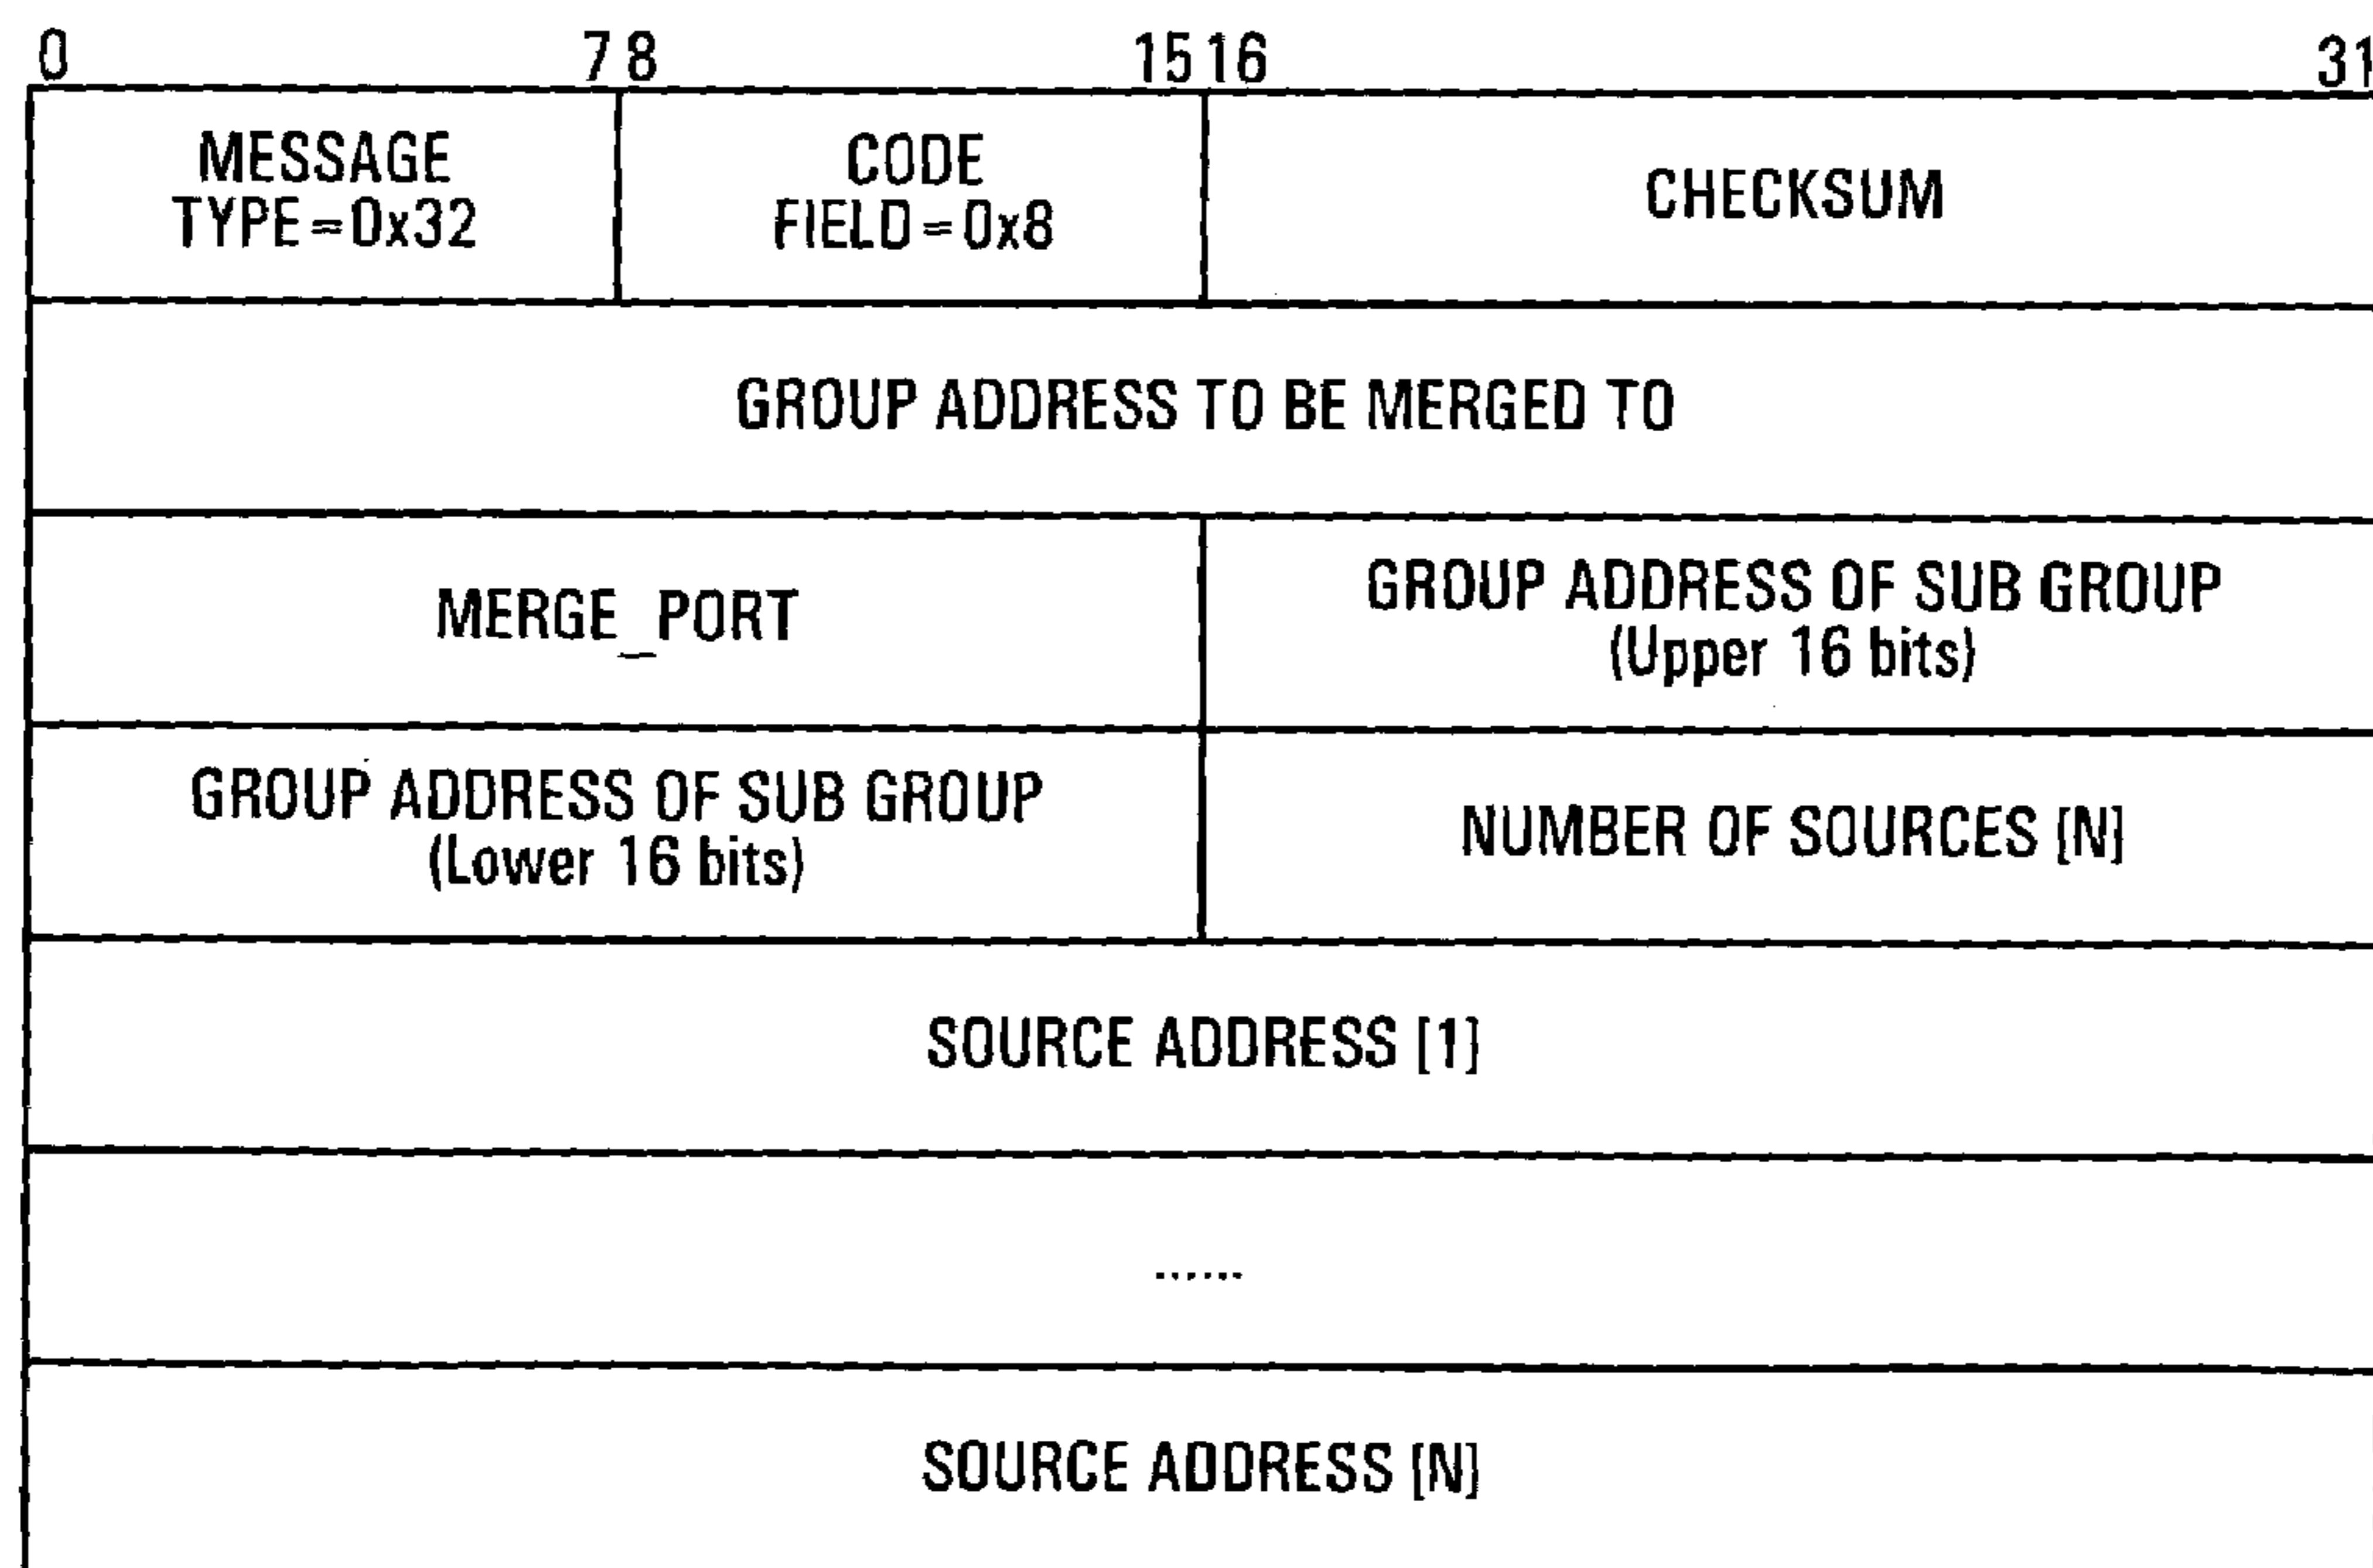 0 7 8 15 16 31
MESSAGE
TYPE=0x32
CODE
FIELD=0x8
CHECKSUM
GROUP ADDRESS TO BE MERGED TO
MERGE_PORT
GROUP ADDRESS OF SUB GROUP
(Upper 16 bits)
GROUP ADDRESS OF SUB GROUP
(Lower 16 bits)
NUMBER OF SOURCES [N]
SOURCE ADDRESS [1]
......
SOURCE ADDRESS [N]